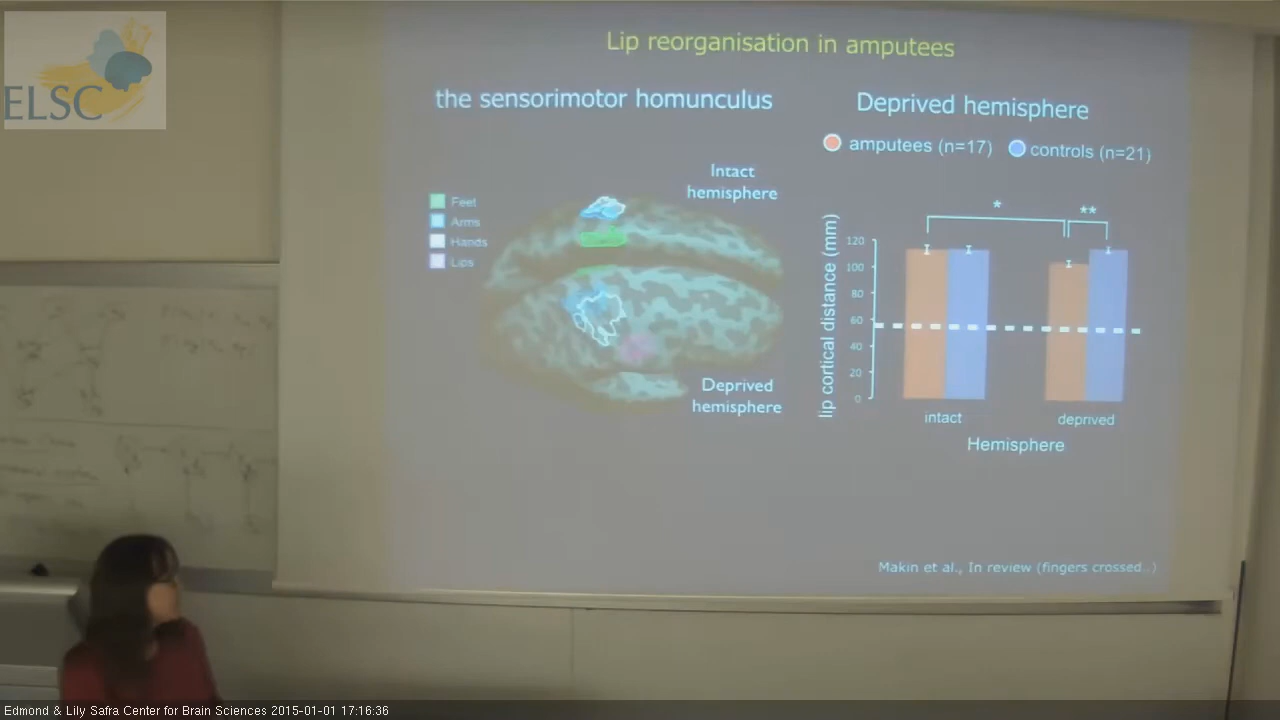 ELSC
Lip reorganisation in amputees
the sensorimotor homunculus
Deprived hemisphere
amputees (n=17)
controls (n=21)
Intact
hemisphere
Feet
Arms
Hands
Lips
Deprived
hemisphere
*
**
lip cortical distance (mm)
120
100
80
60
40
20
0
intact
deprived
Hemisphere
Makin et al., In review (fingers crossed..)
Edmond & Lily Safra Center for Brain Sciences 2015-01-01 17:16:36